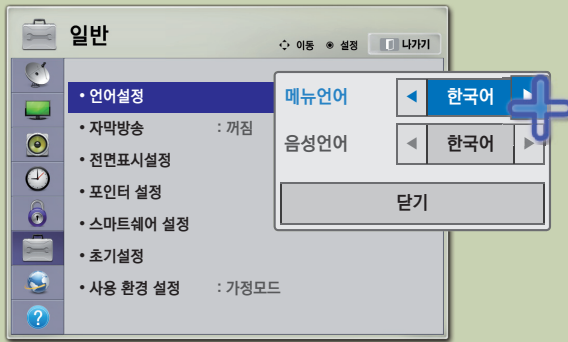 일반
이동 설정 나가기
• 언어설정
• 자막방송 : 꺼짐
• 전면표시설정
• 포인터 설정
• 스마트쉐어 설정
• 초기설정
• 사용 환경 설정 : 가정모드
메뉴언어 ◀ 한국어 ▶
음성언어 ◀ 한국어 ▶
닫기
?